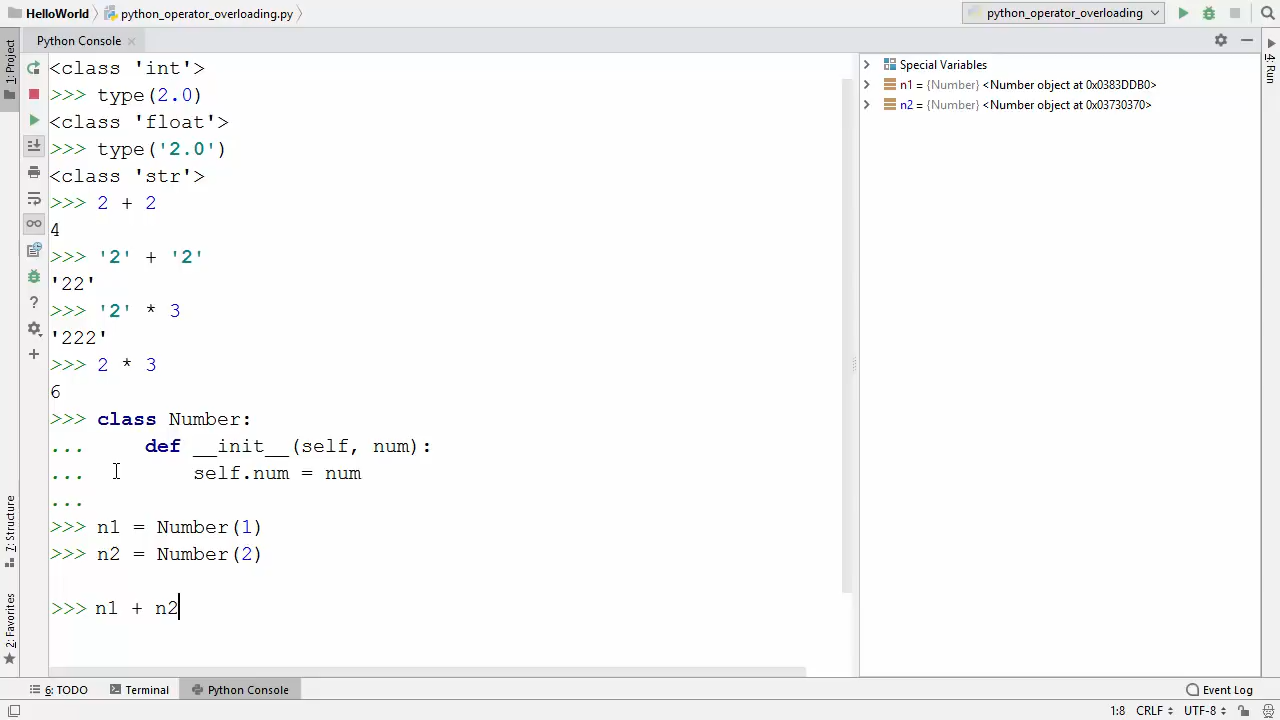 HelloWorld python_operator_overloading.py python_operator_overloading
1: Project Python Console 4: Run
<class 'int'>
>>> type(2.0)
<class 'float'>
>>> type('2.0')
<class 'str'>
>>> 2 + 2
4
>>> '2' + '2'
'22'
>>> '2' * 3
'222'
>>> 2 * 3
6
>>> class Number:
...     def __init__(self, num):
...         self.num = num
...
>>> n1 = Number(1)
>>> n2 = Number(2)
>>> n1 + n2
Special Variables
n1 = {Number} <Number object at 0x0383DDB0>
n2 = {Number} <Number object at 0x03730370>
7: Structure
2: Favorites
6: TODO Terminal Python Console Event Log
1:8 CRLF UTF-8